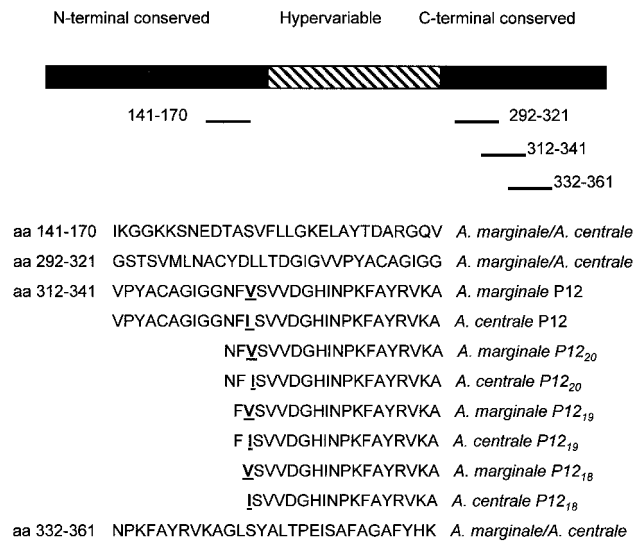 N-terminal conserved Hypervariable C-terminal conserved
141-170 292-321
312-341
332-361
aa 141-170 IKGGKKSNEDTASVFLLGKELAYTDARGQV A. marginale/A. centrale
aa 292-321 GSTSVMLNACYDLLTDGIGVVPYACAGIGG A. marginale/A. centrale
aa 312-341 VPYACAGIGGNFVSVVDGHINPKFAYRVKA A. marginale P12
VPYACAGIGGNFISVVDGHINPKFAYRVKA A. centrale P12
NFVSVVDGHINPKFAYRVKA A. marginale P12₂₀
NF ISVVDGHINPKFAYRVKA A. centrale P12₂₀
FVSVVDGHINPKFAYRVKA A. marginale P12₁₉
F ISVVDGHINPKFAYRVKA A. centrale P12₁₉
VSVVDGHINPKFAYRVKA A. marginale P12₁₈
ISVVDGHINPKFAYRVKA A. centrale P12₁₈
aa 332-361 NPKFAYRVKAGLSYALTPEISAFAGAFYHK A. marginale/A. centrale